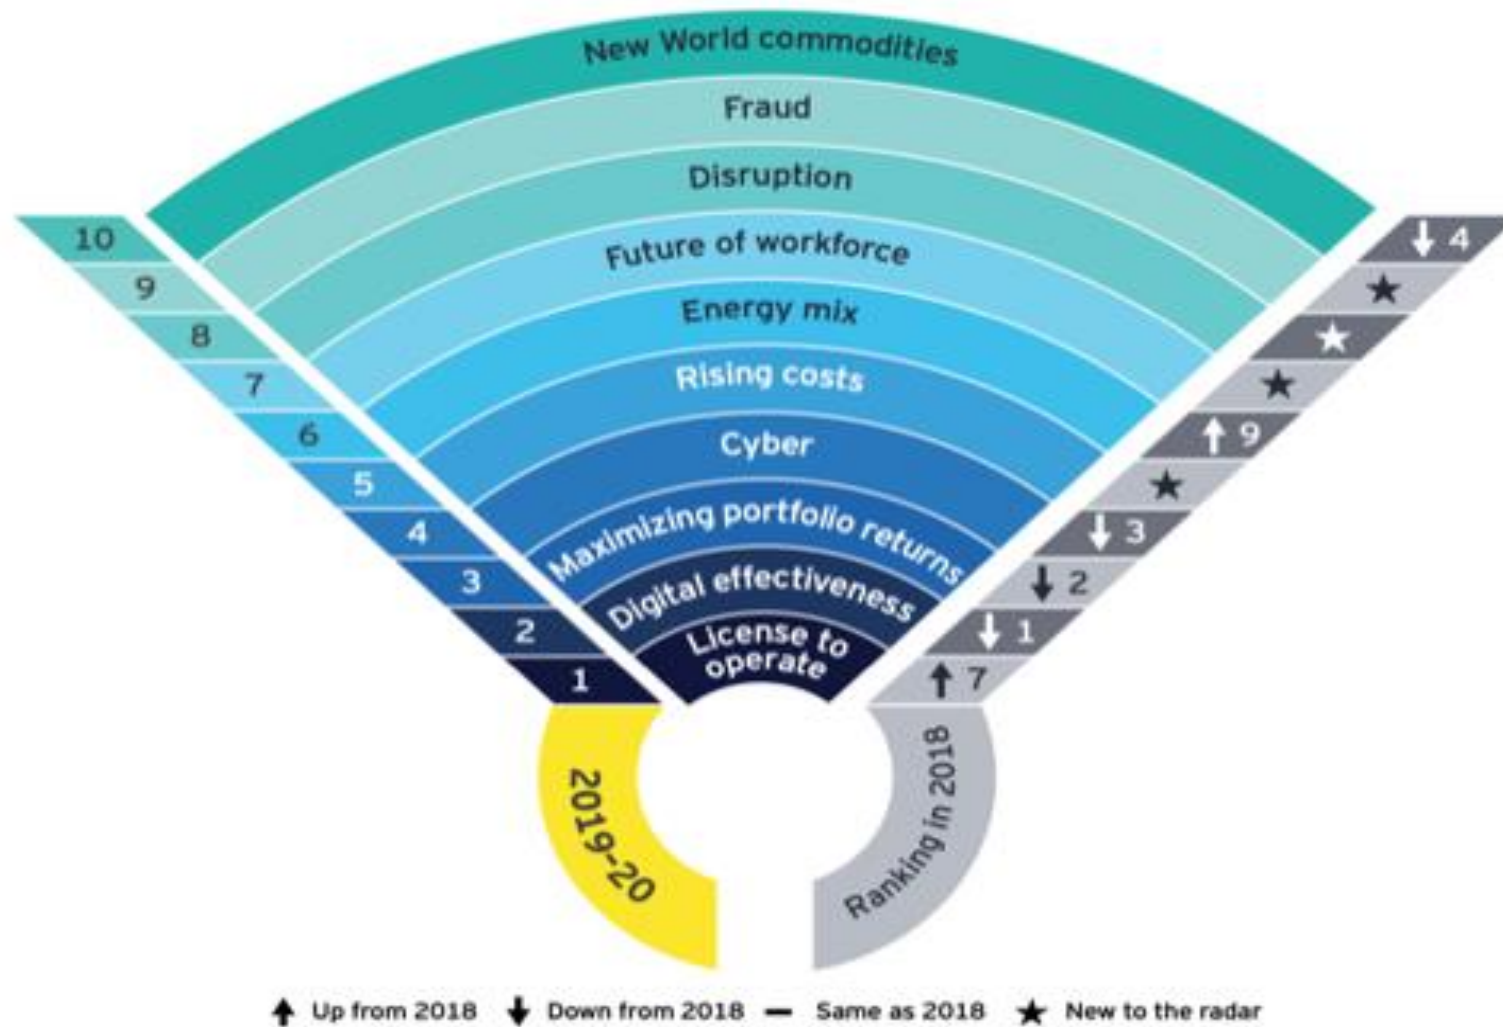 New World commodities
Fraud
Disruption
Future of workforce
Energy mix
Rising costs
Cyber
Maximizing portfolio returns
Digital effectiveness
License to
operate
10
9
8
7
6
5
4
3
2
1
2019-20
↓ 4
★
★
★
↑ 9
★
↓ 3
↓ 2
↓ 1
↑ 7
Ranking in 2018
↑ Up from 2018 ↓ Down from 2018 — Same as 2018 ★ New to the radar